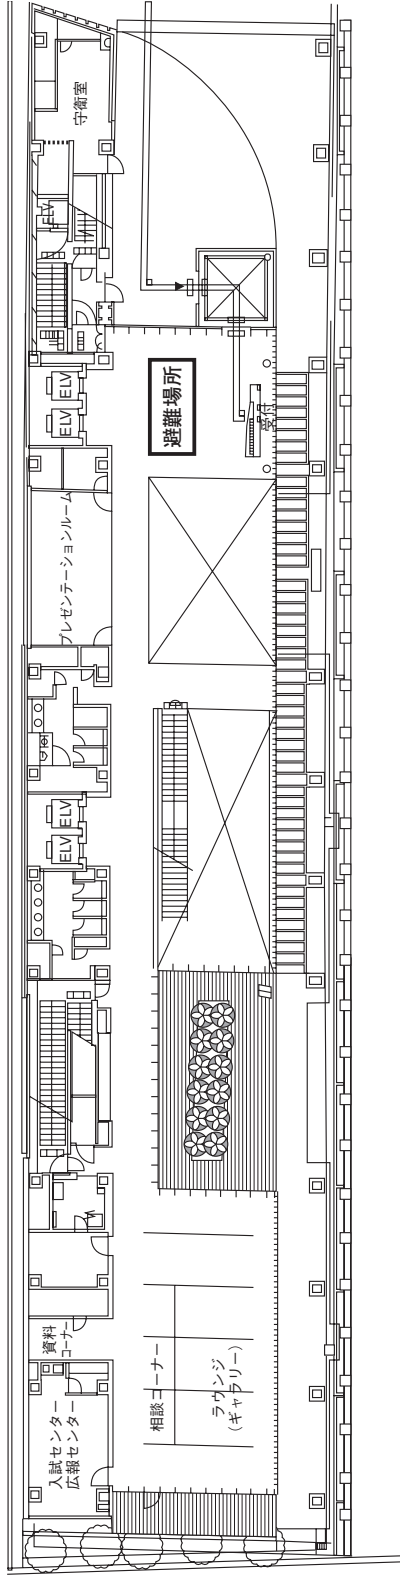 守衛室
ELV
ELV
ELV
避難場所
受付
プレゼンテーションルーム
ELV
ELV
資料
コーナー
相談コーナー
ラウンジ
（ギャラリー）
入試センター
広報センター